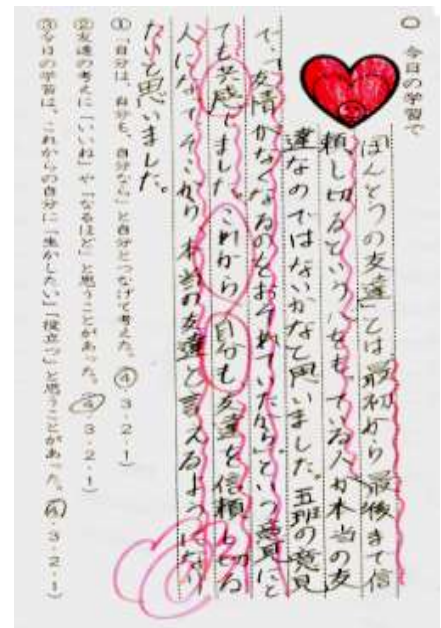 ○ 今日の学習で
ほんとうの友達」とは最初から最後まで信
頼し切るという心をもっている人が本当の友
達なのではないかなと思いました。五班の意見
で、「友情がなくなるのをおそれていたから」という意見にと
ても共感しました。これから自分も友達を信頼し切る
人になってそこから本当の友達と言えるようになり
たいと思いました。
①「自分は、自分も、自分なら」と自分とつなげて考えた。(④・3・2・1)
②友達の考えに「いいね」や「なるほど」と思うことがあった。(④・3・2・1)
③今日の学習は、これからの自分に「生かしたい」「役立つ」と思うことがあった。(④・3・2・1)